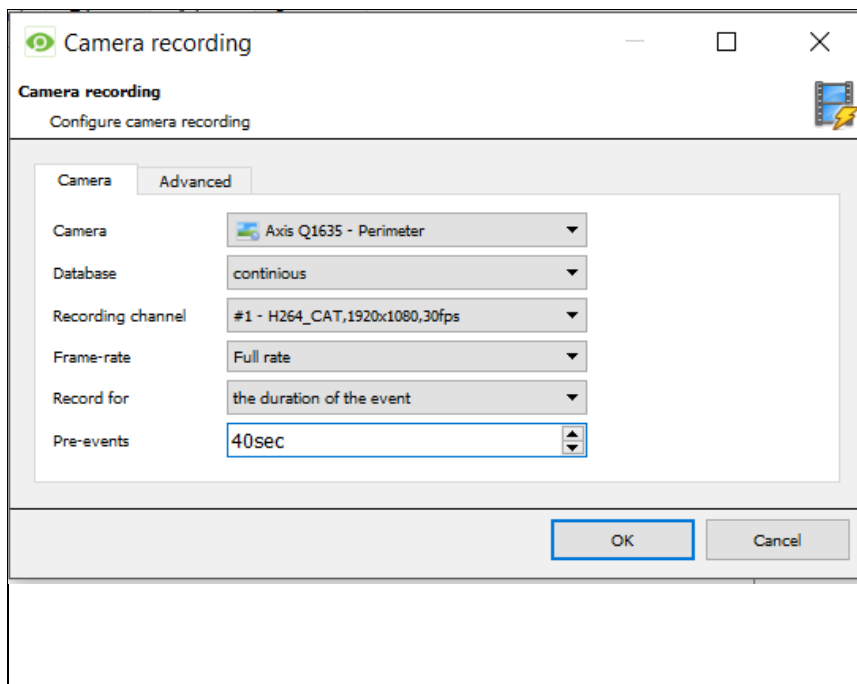 Camera recording
Camera recording
Configure camera recording
Camera Advanced
Camera Axis Q1635 - Perimeter
Database continious
Recording channel #1 - H264_CAT,1920x1080,30fps
Frame-rate Full rate
Record for the duration of the event
Pre-events 40sec
OK Cancel